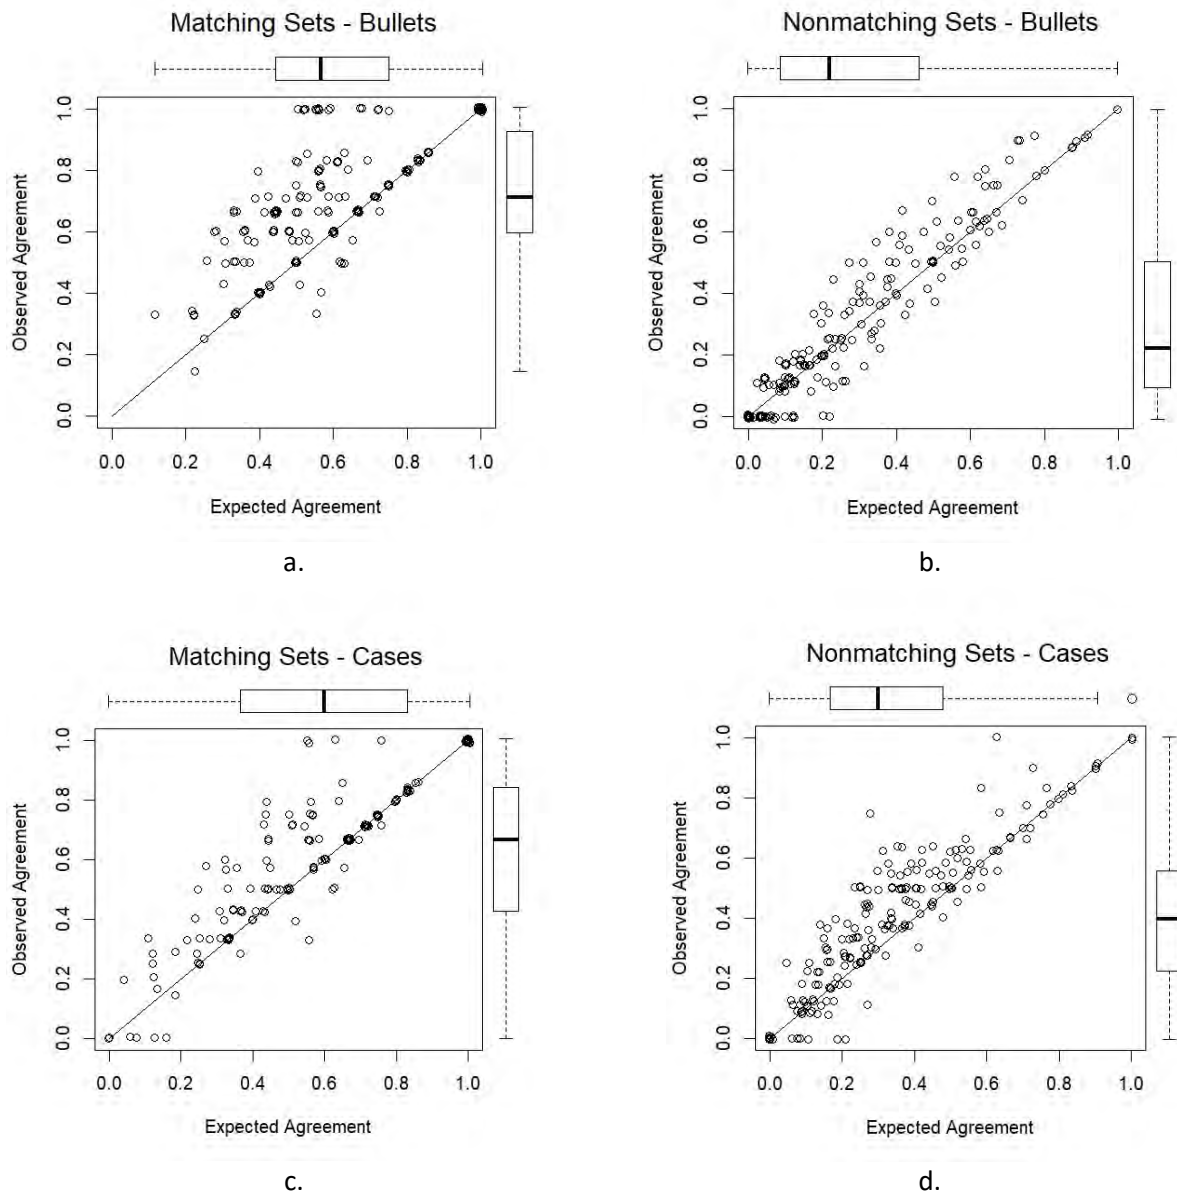 Matching Sets - Bullets
Observed Agreement
1.0
0.8
0.6
0.4
0.2
0.0
0.0 0.2 0.4 0.6 0.8 1.0
Expected Agreement
a.
Nonmatching Sets - Bullets
Observed Agreement
1.0
0.8
0.6
0.4
0.2
0.0
0.0 0.2 0.4 0.6 0.8 1.0
Expected Agreement
b.
Matching Sets - Cases
Observed Agreement
1.0
0.8
0.6
0.4
0.2
0.0
0.0 0.2 0.4 0.6 0.8 1.0
Expected Agreement
c.
Nonmatching Sets - Cases
Observed Agreement
1.0
0.8
0.6
0.4
0.2
0.0
0.0 0.2 0.4 0.6 0.8 1.0
Expected Agreement
d.